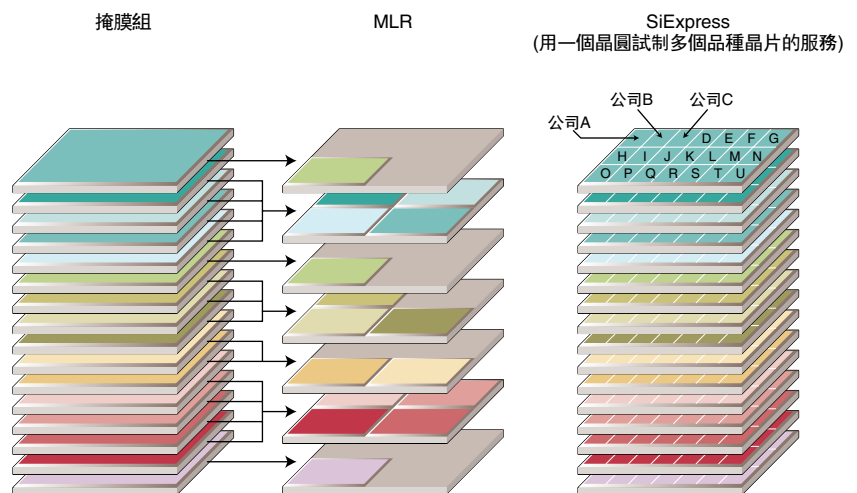 掩膜組
MLR
SiExpress
(用一個晶圓試制多個品種晶片的服務)
公司A
公司B
公司C
D E F G
H I J K L M N
O P Q R S T U